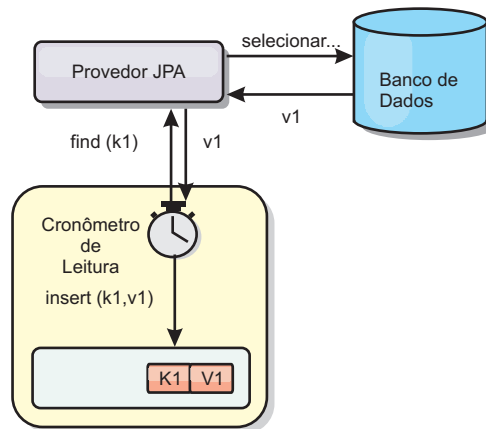 selecionar...
Provedor JPA
Banco de
Dados
v1
find (k1)
v1
Cronômetro
de
Leitura
insert (k1,v1)
K1
V1